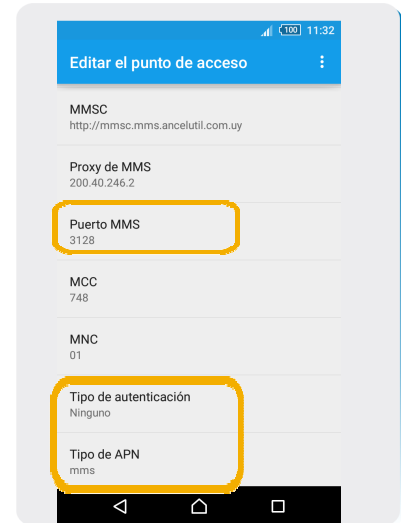 100 11:32
Editar el punto de acceso
MMSC
http://mmsc.mms.ancelutil.com.uy
Proxy de MMS
200.40.246.2
Puerto MMS
3128
MCC
748
MNC
01
Tipo de autenticación
Ninguno
Tipo de APN
mms